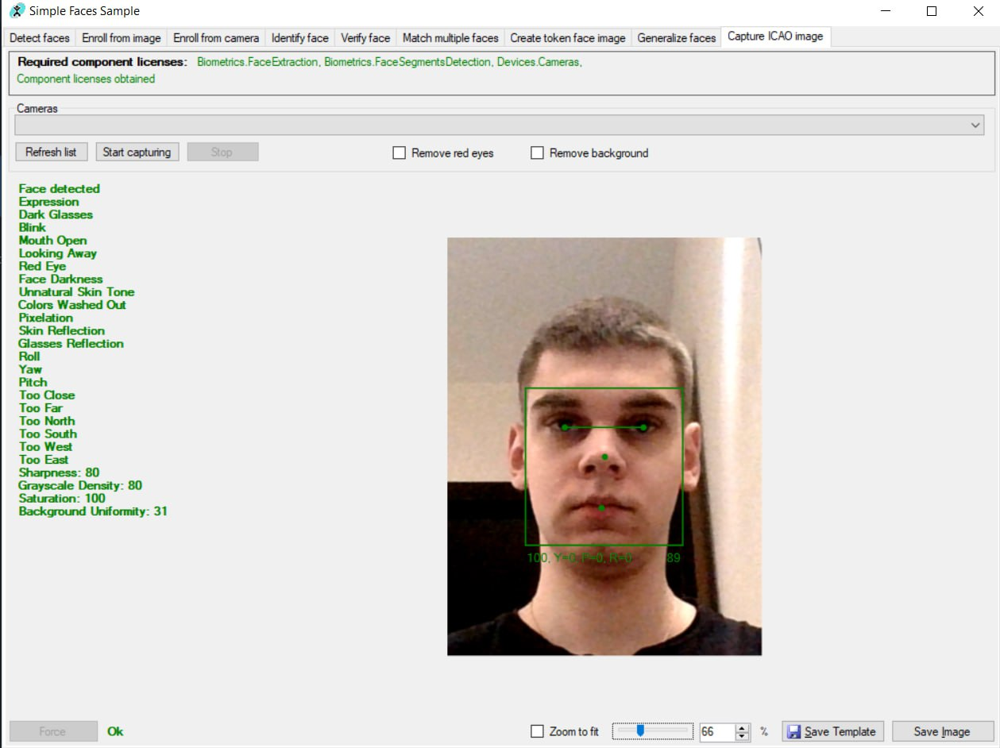 Simple Faces Sample
Detect faces Enroll from image Enroll from camera Identify face Verify face Match multiple faces Create token face image Generalize faces Capture ICAO image
Required component licenses: Biometrics.FaceExtraction, Biometrics.FaceSegmentsDetection, Devices.Cameras,
Component licenses obtained
Cameras
Refresh list Start capturing Stop Remove red eyes Remove background
Face detected
Expression
Dark Glasses
Blink
Mouth Open
Looking Away
Red Eye
Face Darkness
Unnatural Skin Tone
Colors Washed Out
Pixelation
Skin Reflection
Glasses Reflection
Roll
Yaw
Pitch
Too Close
Too Far
Too North
Too South
Too West
Too East
Sharpness: 80
Grayscale Density: 80
Saturation: 100
Background Uniformity: 31
100, Y=0, P=0, R=0 89
Force Ok Zoom to fit 66 % Save Template Save Image